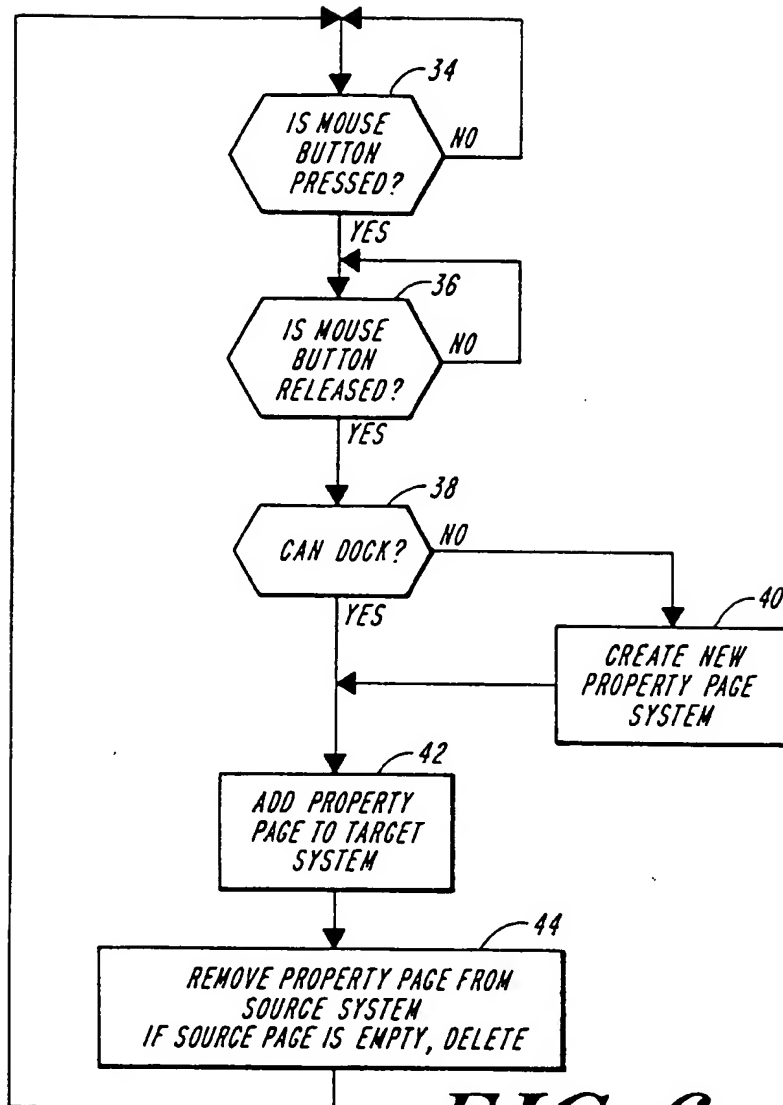 34
IS MOUSE
BUTTON
PRESSED?
NO
YES
36
IS MOUSE
BUTTON
RELEASED?
NO
YES
38
CAN DOCK?
NO
YES
40
CREATE NEW
PROPERTY PAGE
SYSTEM
42
ADD PROPERTY
PAGE TO TARGET
SYSTEM
44
REMOVE PROPERTY PAGE FROM
SOURCE SYSTEM
IF SOURCE PAGE IS EMPTY, DELETE